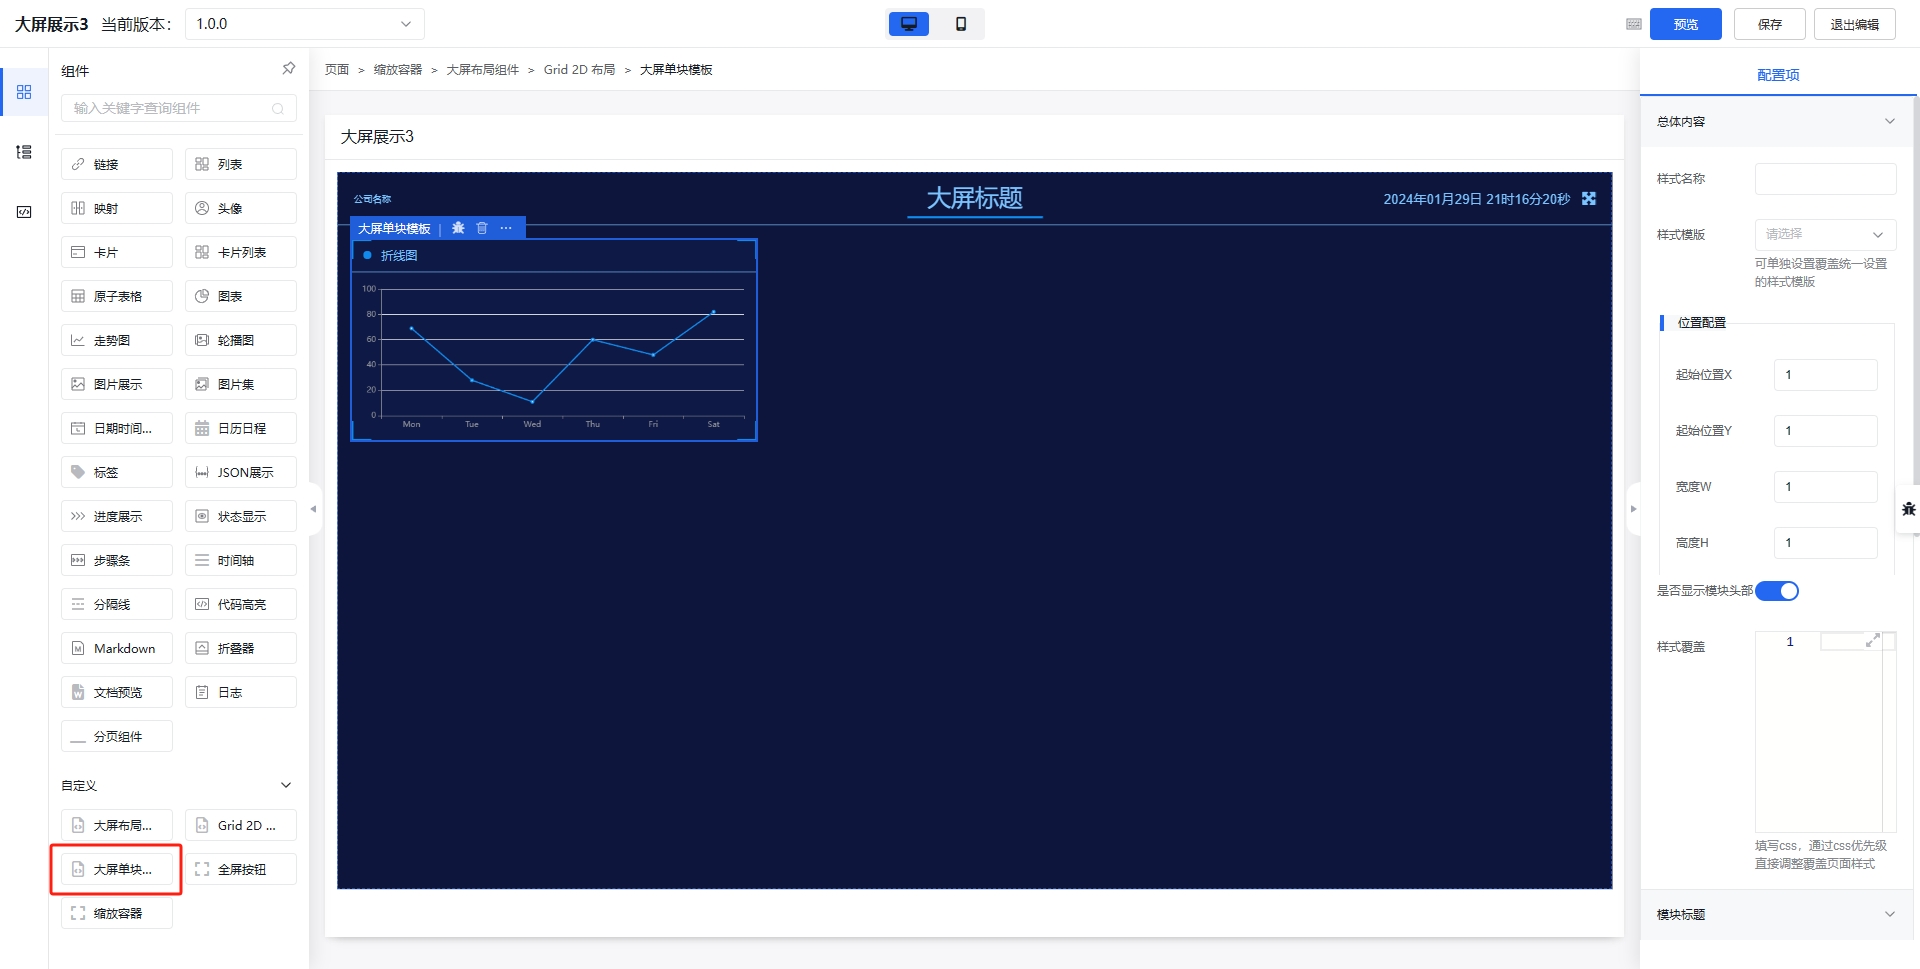 大屏展示3 当前版本： 1.0.0
预览 保存 退出编辑
组件
输入关键字查询组件
链接 列表
映射 头像
卡片 卡片列表
原子表格 图表
走势图 轮播图
图片展示 图片集
日期时间... 日历日程
标签 JSON展示
进度展示 状态显示
步骤条 时间轴
分隔线 代码高亮
Markdown 折叠器
文档预览 日志
分页组件
自定义
大屏布局... Grid 2D ...
大屏单块... 全屏按钮
缩放容器
页面 > 缩放容器 > 大屏布局组件 > Grid 2D 布局 > 大屏单块模板
大屏展示3
公司名称
大屏标题
2024年01月29日 21时16分20秒
大屏单块模板 | ...
折线图
100
80
60
40
20
0
Mon Tue Wed Thu Fri Sat
配置项
总体内容
样式名称
样式模版 请选择
可单独设置覆盖统一设置
的样式模版
位置配置
起始位置X 1
起始位置Y 1
宽度W 1
高度H 1
是否显示模块头部
样式覆盖 1
填写css，通过css优先级
直接调整覆盖页面样式
模块标题